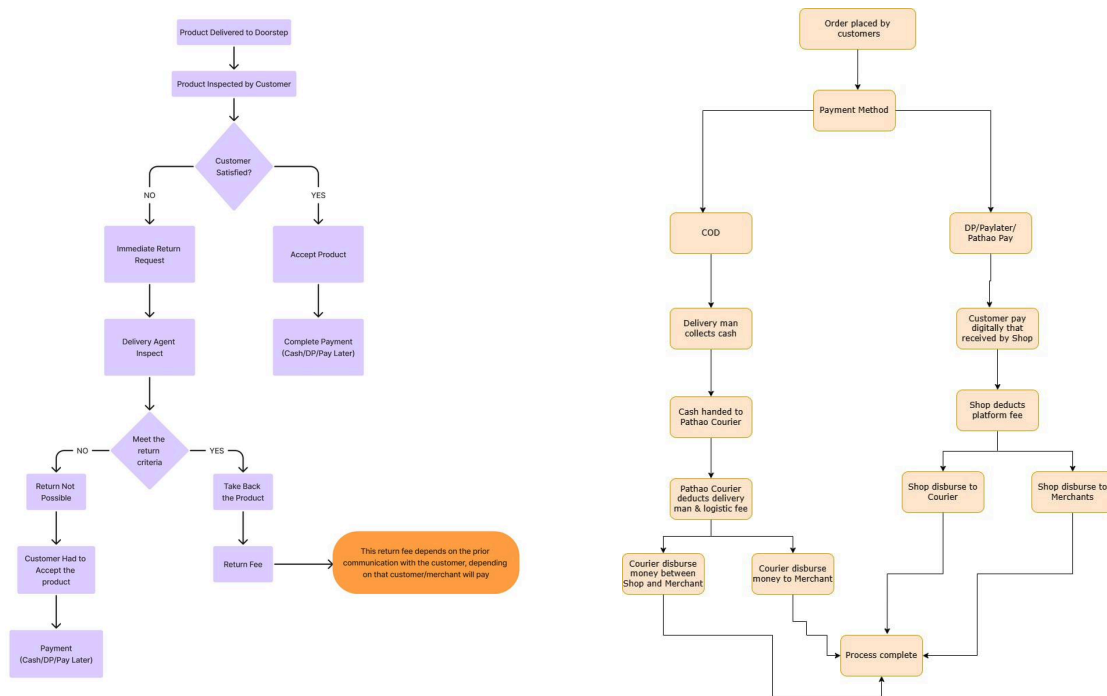 Product Delivered to Doorstep
Product Inspected by Customer
Customer
Satisfied?
NO
YES
Immediate Return
Request
Accept Product
Delivery Agent
Inspect
Complete Payment
(Cash/DP/Pay Later)
Meet the
return
criteria
NO
YES
Return Not
Possible
Take Back
the Product
Customer Had to
Accept the
product
Return Fee
This return fee depends on the prior
communication with the customer, depending
on that customer/merchant will pay
Payment
(Cash/DP/Pay Later)
Order placed by
customers
Payment Method
COD
DP/Paylater/
Pathao Pay
Delivery man
collects cash
Customer pay
digitally that
received by Shop
Cash handed to
Pathao Courier
Shop deducts
platform fee
Pathao Courier
deducts delivery
man & logistic fee
Shop disburse to
Courier
Shop disburse to
Merchants
Courier disburse
money between
Shop and Merchant
Courier disburse
money to Merchant
Process complete